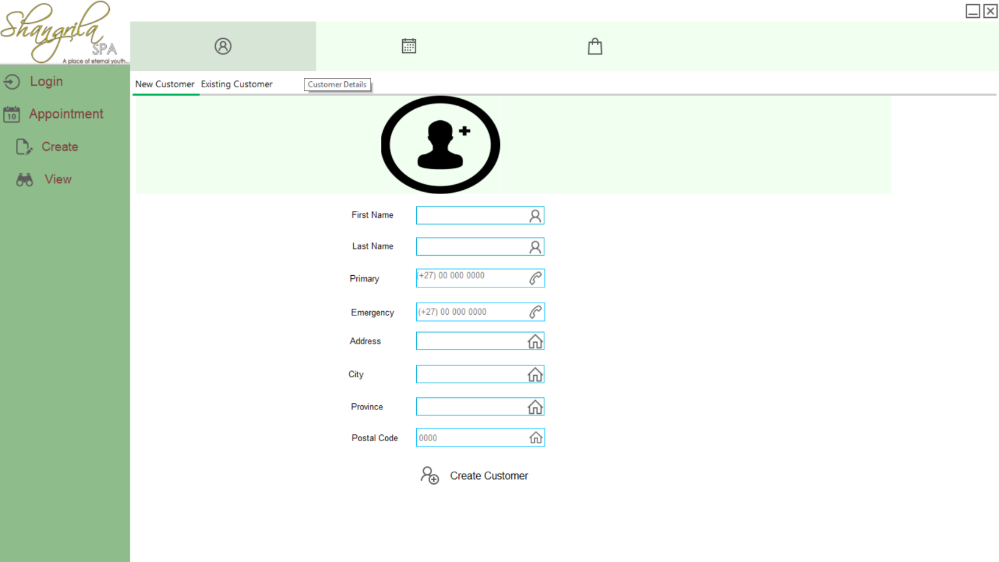 Shangrila
SPA
A place of eternal youth...
Login
10
Appointment
Create
View
New Customer
Existing Customer
Customer Details
First Name
Last Name
Primary
(+27) 00 000 0000
Emergency
(+27) 00 000 0000
Address
City
Province
Postal Code
0000
Create Customer